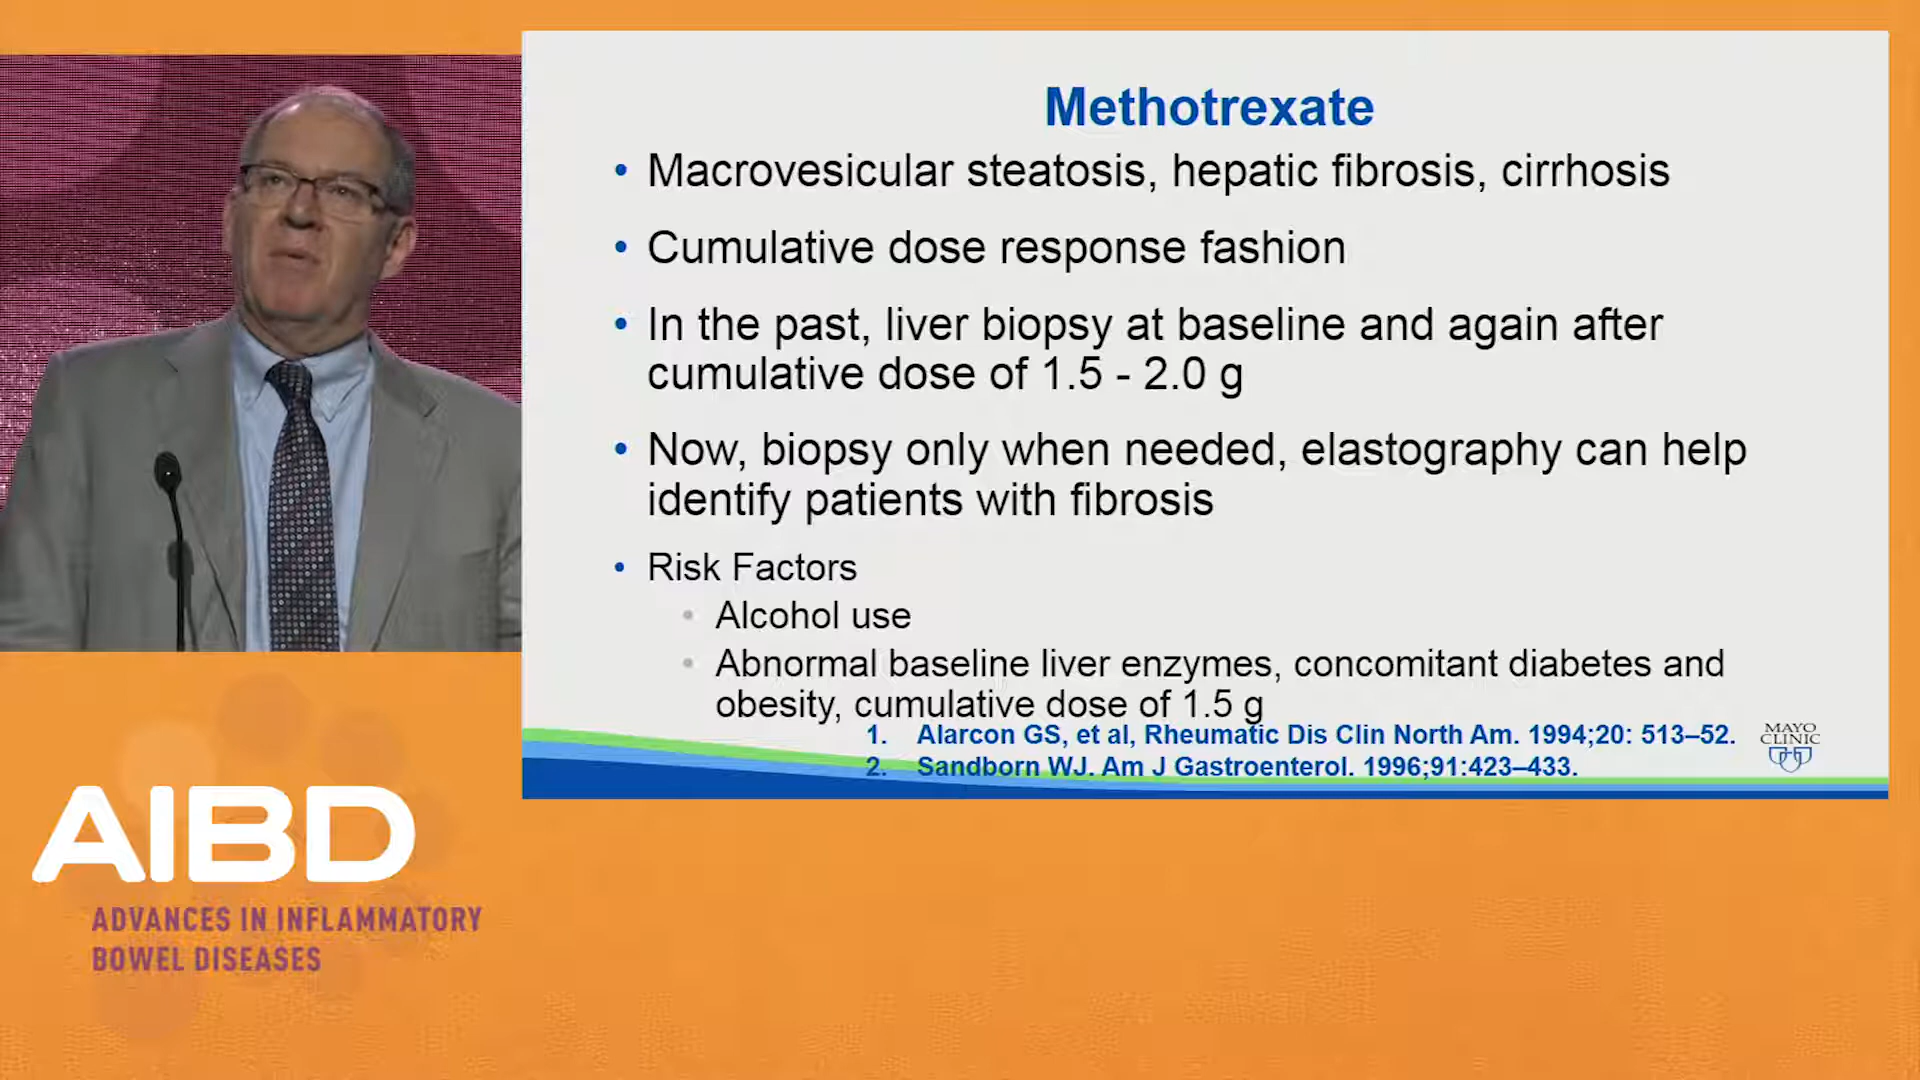 Methotrexate
• Macrovesicular steatosis, hepatic fibrosis, cirrhosis
• Cumulative dose response fashion
• In the past, liver biopsy at baseline and again after
cumulative dose of 1.5 - 2.0 g
• Now, biopsy only when needed, elastography can help
identify patients with fibrosis
• Risk Factors
• Alcohol use
• Abnormal baseline liver enzymes, concomitant diabetes and
obesity, cumulative dose of 1.5 g
1. Alarcon GS, et al, Rheumatic Dis Clin North Am. 1994;20: 513–52.
2. Sandborn WJ. Am J Gastroenterol. 1996;91:423–433.
MAYO
CLINIC
AIBD
ADVANCES IN INFLAMMATORY
BOWEL DISEASES